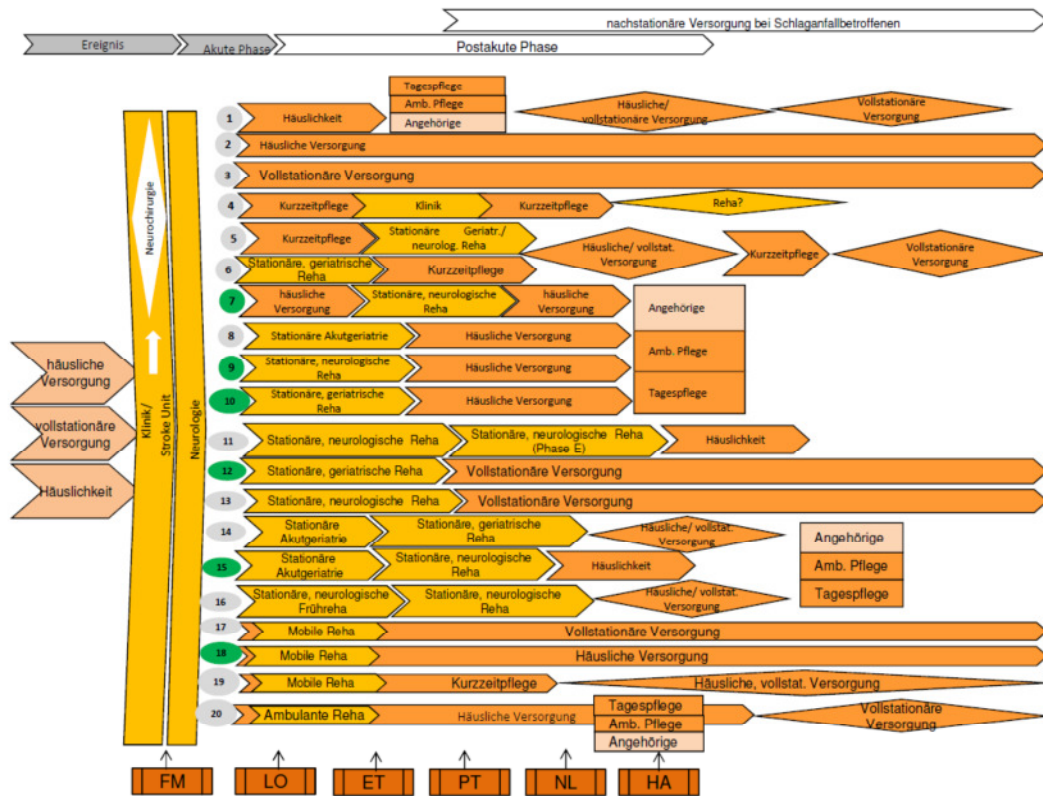 nachstationäre Versorgung bei Schlaganfallbetroffenen
Ereignis
Akute Phase
Postakute Phase
Tagespflege
Amb. Pflege
Angehörige
1
Häuslichkeit
Häusliche/
vollstationäre Versorgung
Vollstationäre
Versorgung
2
Häusliche Versorgung
3
Vollstationäre Versorgung
4
Kurzzeitpflege
Klinik
Kurzzeitpflege
Reha?
5
Kurzzeitpflege
Stationäre Geriatr./
neurolog. Reha
Häusliche/ vollstat.
Versorgung
Kurzzeitpflege
Vollstationäre
Versorgung
6
Stationäre, geriatrische
Reha
Kurzzeitpflege
7
häusliche
Versorgung
Stationäre, neurologische
Reha
häusliche
Versorgung
Angehörige
Amb. Pflege
Tagespflege
8
Stationäre Akutgeriatrie
Häusliche Versorgung
9
Stationäre, neurologische
Reha
Häusliche Versorgung
10
Stationäre, geriatrische
Reha
Häusliche Versorgung
11
Stationäre, neurologische Reha
Stationäre, neurologische Reha
(Phase E)
Häuslichkeit
12
Stationäre, geriatrische Reha
Vollstationäre Versorgung
13
Stationäre, neurologische Reha
Vollstationäre Versorgung
14
Stationäre
Akutgeriatrie
Stationäre, geriatrische
Reha
Häusliche/ vollstat.
Versorgung
Angehörige
Amb. Pflege
Tagespflege
15
Stationäre
Akutgeriatrie
Stationäre, neurologische
Reha
Häuslichkeit
16
Stationäre, neurologische
Frühreha
Stationäre, neurologische
Reha
Häusliche/ vollstat.
Versorgung
17
Mobile Reha
Vollstationäre Versorgung
18
Mobile Reha
Häusliche Versorgung
19
Mobile Reha
Kurzzeitpflege
Häusliche, vollstat. Versorgung
20
Ambulante Reha
Häusliche Versorgung
Tagespflege
Amb. Pflege
Angehörige
Vollstationäre
Versorgung
häusliche
Versorgung
vollstationäre
Versorgung
Häuslichkeit
Neurochirurgie
Klinik/
Stroke Unit
Neurologie
FM
LO
ET
PT
NL
HA